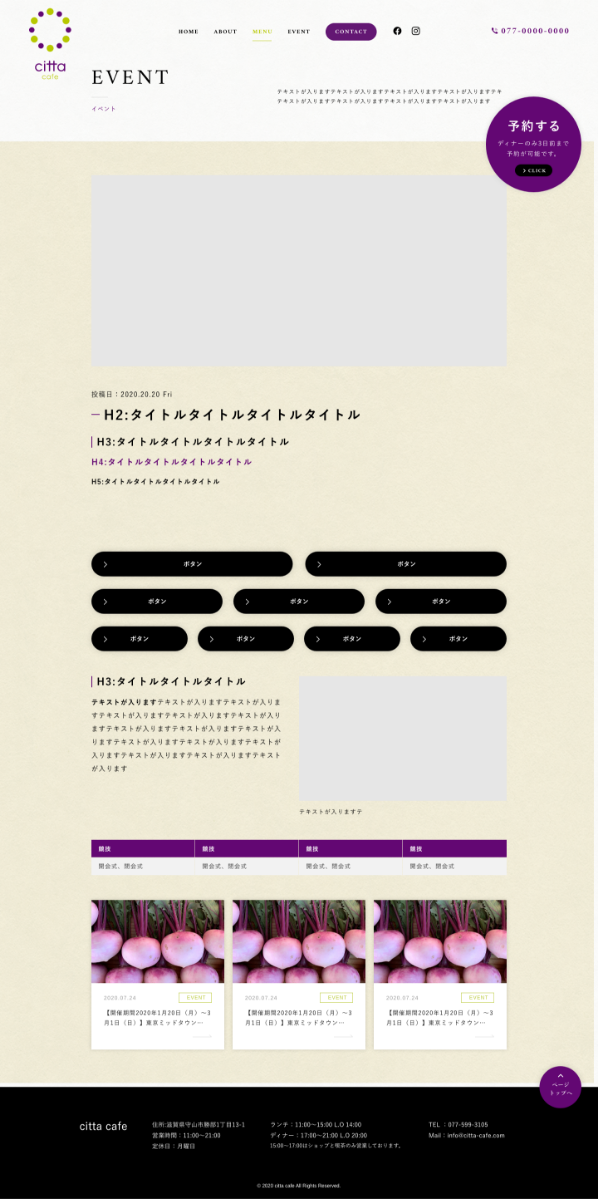 citta
cafe
HOME ABOUT MENU EVENT CONTACT
077-0000-0000
EVENT
イベント
テキストが入りますテキストが入りますテキストが入りますテキストが入りますテキ
テキストが入りますテキストが入りますテキストが入りますテキストが入ります
予約する
ディナーのみ3日前まで
予約が可能です。
CLICK
投稿日：2020.20.20 Fri
H2:タイトルタイトルタイトルタイトル
H3:タイトルタイトルタイトルタイトル
H4:タイトルタイトルタイトルタイトル
H5:タイトルタイトルタイトルタイトル
ボタン ボタン
ボタン ボタン ボタン
ボタン ボタン ボタン ボタン
H3:タイトルタイトルタイトル
テキストが入りますテキストが入りますテキストが入りま
すテキストが入りますテキストが入りますテキストが入り
ますテキストが入りますテキストが入りますテキストが入
りますテキストが入りますテキストが入りますテキストが
入りますテキストが入りますテキストが入りますテキスト
が入ります
テキストが入りますテ
競技 競技 競技 競技
開会式、閉会式 開会式、閉会式 開会式、閉会式 開会式、閉会式
2020.07.24 EVENT
【開催期間2020年1月20日（月）〜3
月1日（日）】東京ミッドタウン…
2020.07.24 EVENT
【開催期間2020年1月20日（月）〜3
月1日（日）】東京ミッドタウン…
2020.07.24 EVENT
【開催期間2020年1月20日（月）〜3
月1日（日）】東京ミッドタウン…
ページ
トップへ
citta cafe
住所:滋賀県守山市勝部1丁目13-1
営業時間：11:00〜21:00
定休日：月曜日
ランチ：11:00〜15:00 L.O 14:00
ディナー：17:00〜21:00 L.O 20:00
15:00〜17:00はショップと喫茶のみ営業しております。
TEL：077-599-3105
Mail：info@citta-cafe.com
© 2020 citta cafe All Rights Reserved.